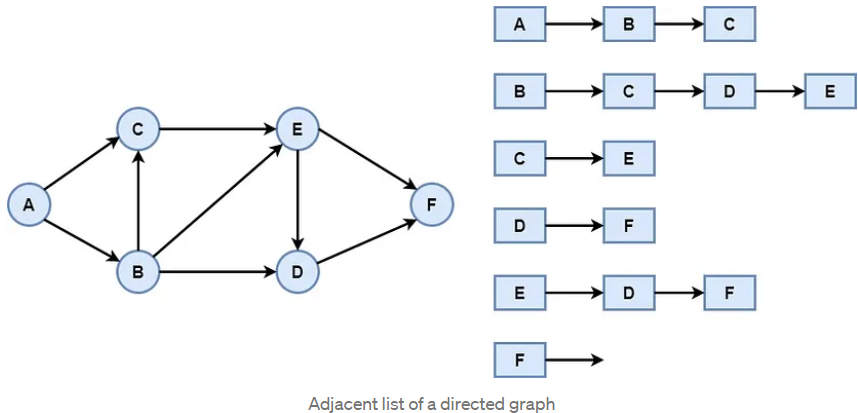 A B C
B C D E
C E
A F
D F
B D
E D F
F
Adjacent list of a directed graph